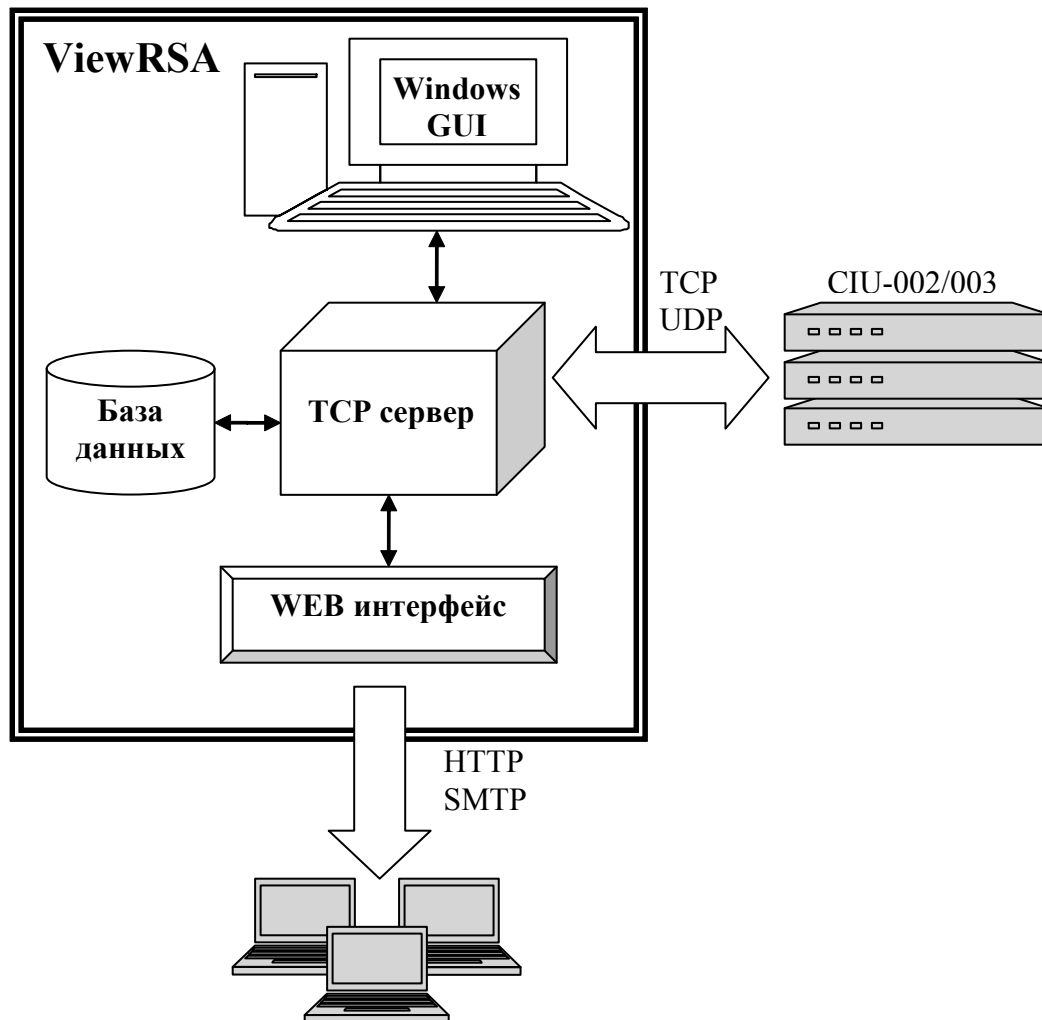 ViewRSA
Windows
GUI
TCP
UDP
CIU-002/003
База
данных
TCP сервер
WEB интерфейс
HTTP
SMTP